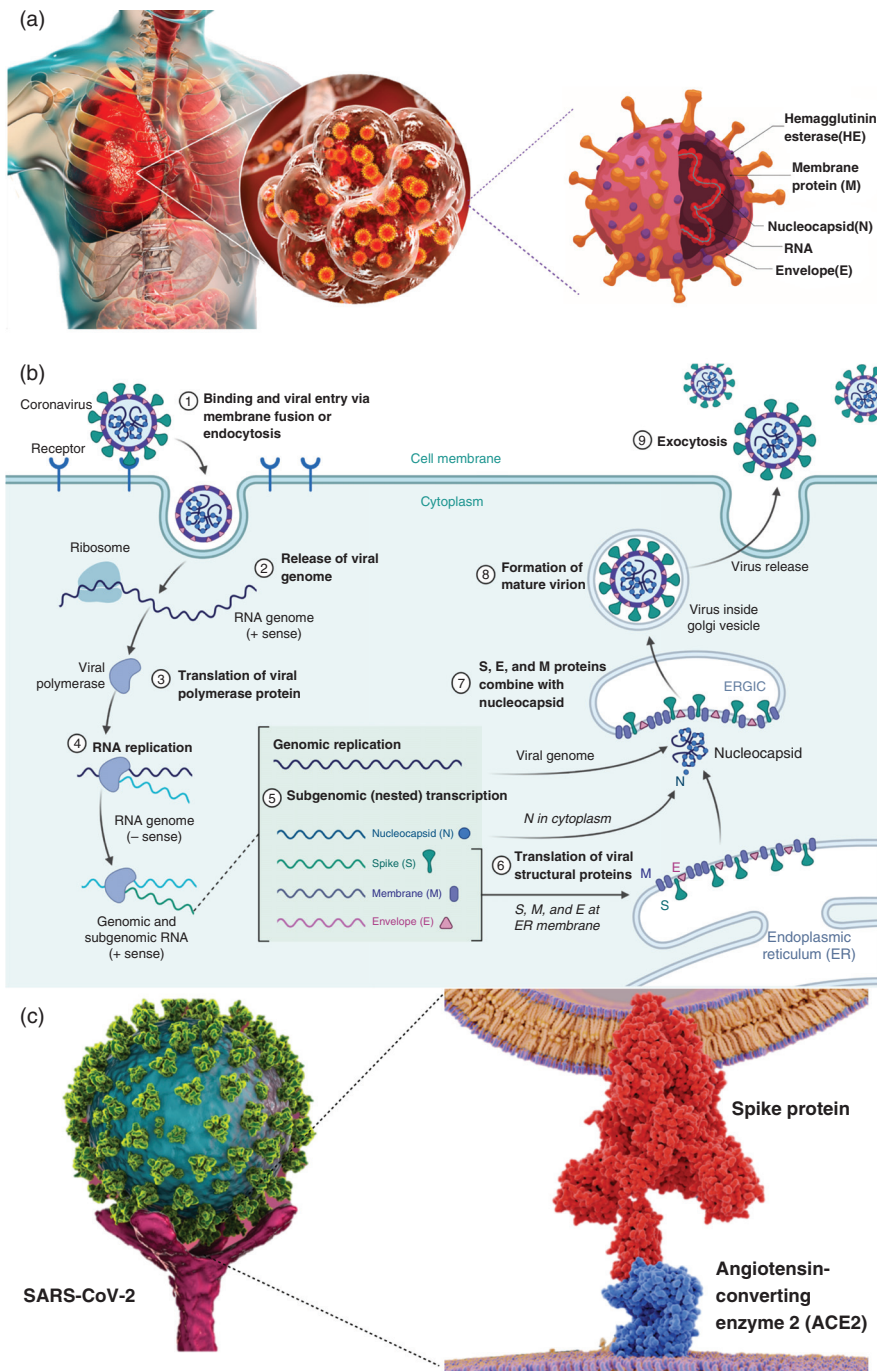 (a)
Hemagglutinin
esterase(HE)
Membrane
protein (M)
Nucleocapsid(N)
RNA
Envelope(E)
(b)
Coronavirus
1
Binding and viral entry via
membrane fusion or
endocytosis
Receptor
Cell membrane
Cytoplasm
Ribosome
2
Release of viral
genome
RNA genome
(+ sense)
Viral
polymerase
3
Translation of viral
polymerase protein
4
RNA replication
RNA genome
(– sense)
Genomic and
subgenomic RNA
(+ sense)
Genomic replication
5
Subgenomic (nested) transcription
Nucleocapsid (N)
Spike (S)
Membrane (M)
Envelope (E)
Viral genome
N in cytoplasm
6
Translation of viral
structural proteins
S, M, and E at
ER membrane
M
E
S
Endoplasmic
reticulum (ER)
N
Nucleocapsid
ERGIC
7
S, E, and M proteins
combine with
nucleocapsid
8
Formation of
mature virion
Virus inside
golgi vesicle
9
Exocytosis
Virus release
(c)
SARS-CoV-2
Spike protein
Angiotensin-
converting
enzyme 2 (ACE2)